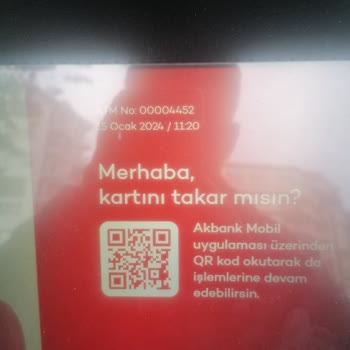 ATM No: 00004452
15 Ocak 2024 / 11:20
Merhaba,
kartını takar mısın?
Akbank Mobil
uygulaması üzerinden
QR kod okutarak da
işlemlerine devam
edebilirsin.